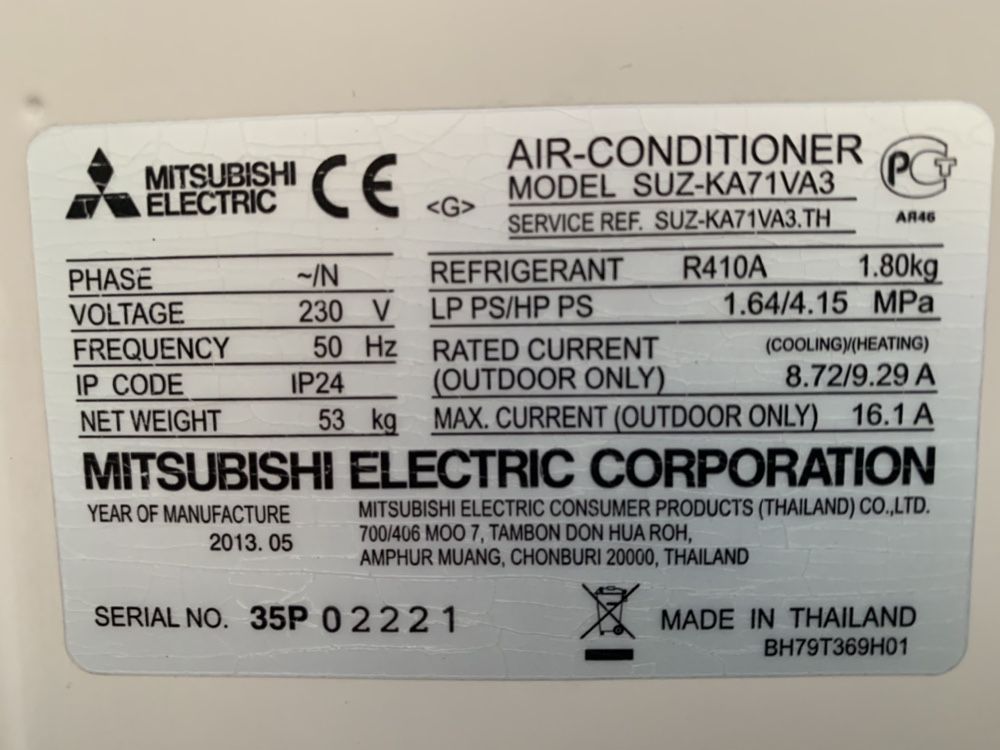 MITSUBISHI ELECTRIC
CE
<G>
AIR-CONDITIONER
MODEL SUZ-KA71VA3
SERVICE REF. SUZ-KA71VA3.TH
PCT
AR46
PHASE ~/N
VOLTAGE 230 V
FREQUENCY 50 Hz
IP CODE IP24
NET WEIGHT 53 kg
REFRIGERANT R410A 1.80kg
LP PS/HP PS 1.64/4.15 MPa
RATED CURRENT (COOLING)/(HEATING)
(OUTDOOR ONLY) 8.72/9.29 A
MAX. CURRENT (OUTDOOR ONLY) 16.1 A
MITSUBISHI ELECTRIC CORPORATION
YEAR OF MANUFACTURE
2013. 05
MITSUBISHI ELECTRIC CONSUMER PRODUCTS (THAILAND) CO.,LTD.
700/406 MOO 7, TAMBON DON HUA ROH,
AMPHUR MUANG, CHONBURI 20000, THAILAND
SERIAL NO. 35P 02221
MADE IN THAILAND
BH79T369H01